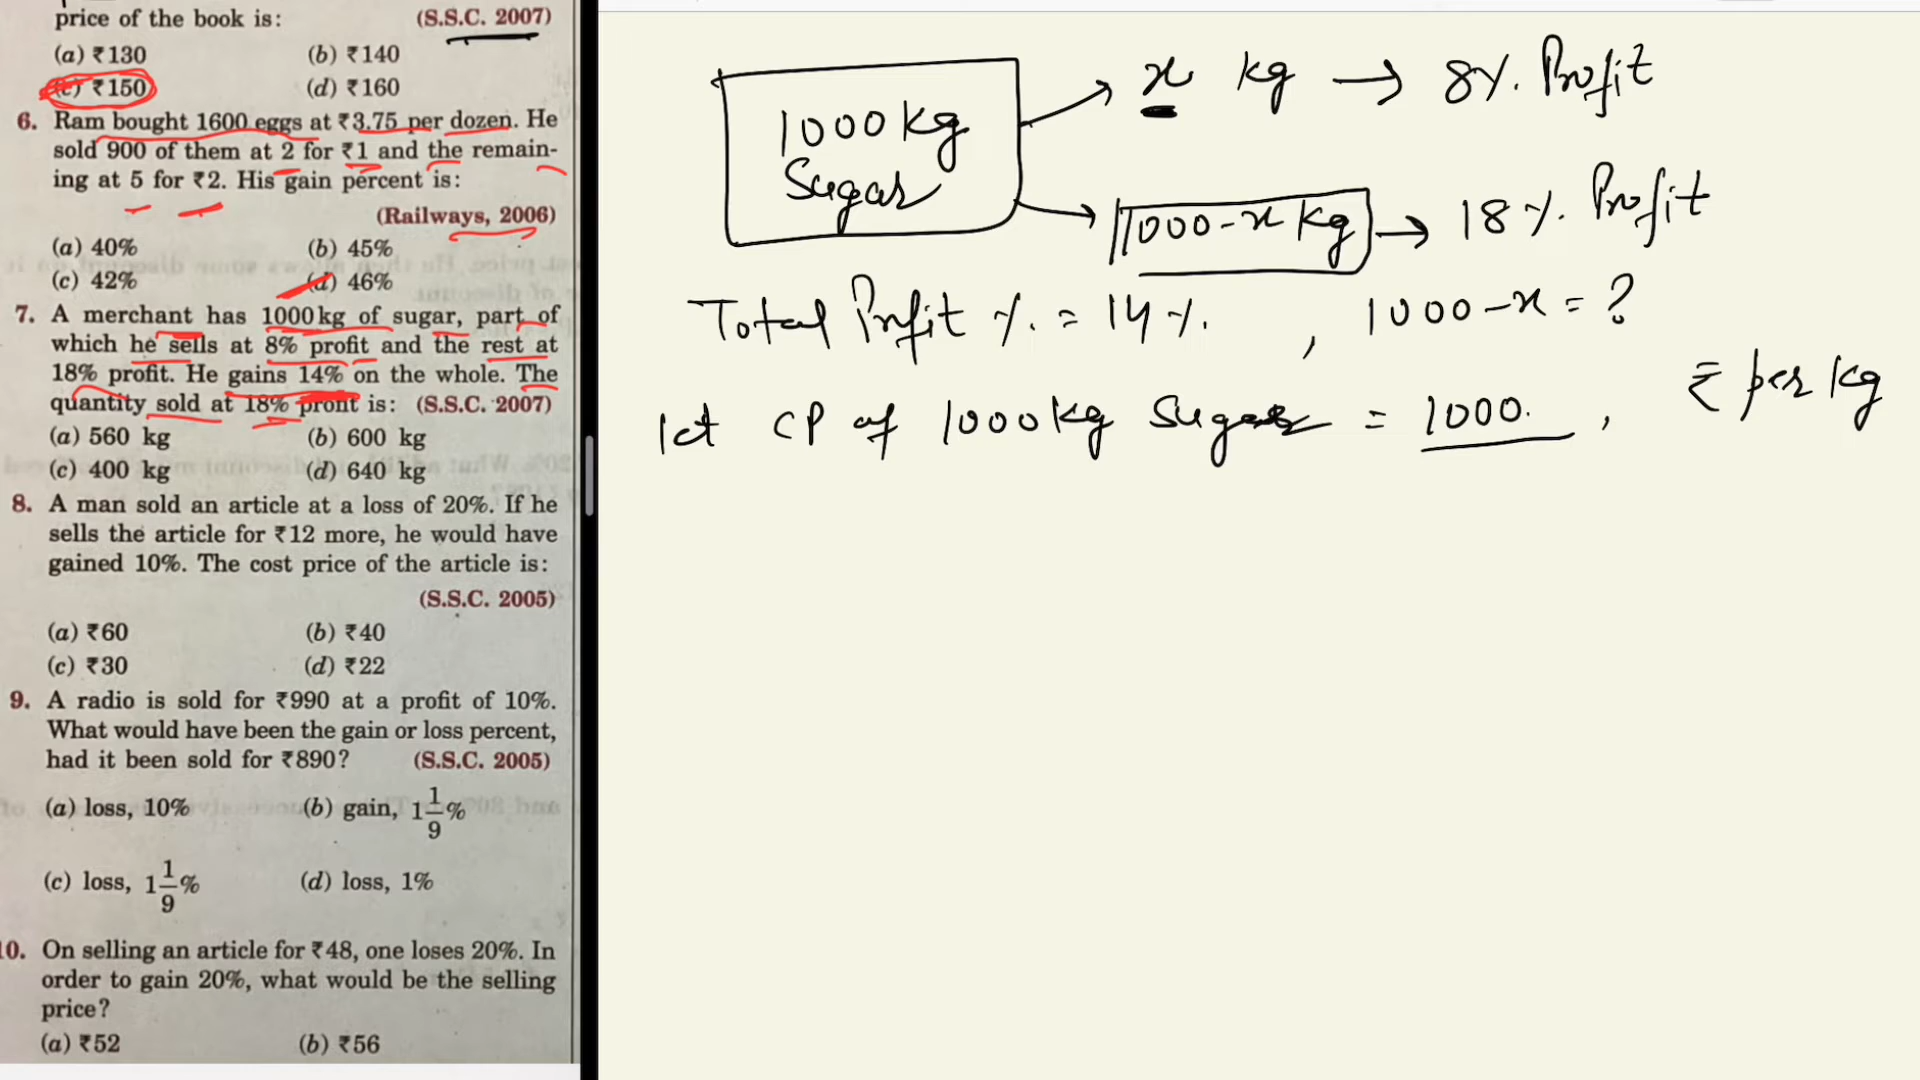 price of the book is: (S.S.C. 2007)
(a) ₹130 (b) ₹140
(c) ₹150 (d) ₹160
6. Ram bought 1600 eggs at ₹3.75 per dozen. He
sold 900 of them at 2 for ₹1 and the remain-
ing at 5 for ₹2. His gain percent is:
(Railways, 2006)
(a) 40% (b) 45%
(c) 42% (d) 46%
7. A merchant has 1000 kg of sugar, part of
which he sells at 8% profit and the rest at
18% profit. He gains 14% on the whole. The
quantity sold at 18% profit is: (S.S.C. 2007)
(a) 560 kg (b) 600 kg
(c) 400 kg (d) 640 kg
8. A man sold an article at a loss of 20%. If he
sells the article for ₹12 more, he would have
gained 10%. The cost price of the article is:
(S.S.C. 2005)
(a) ₹60 (b) ₹40
(c) ₹30 (d) ₹22
9. A radio is sold for ₹990 at a profit of 10%.
What would have been the gain or loss percent,
had it been sold for ₹890? (S.S.C. 2005)
(a) loss, 10% (b) gain, 1 1/9%
(c) loss, 1 1/9% (d) loss, 1%
10. On selling an article for ₹48, one loses 20%. In
order to gain 20%, what would be the selling
price?
(a) ₹52 (b) ₹56
1000 kg
Sugar
x kg → 8% Profit
1000-x kg → 18% Profit
Total Profit % = 14% , 1000-x = ?
₹ per kg
let CP of 1000 kg Sugar = 1000.,